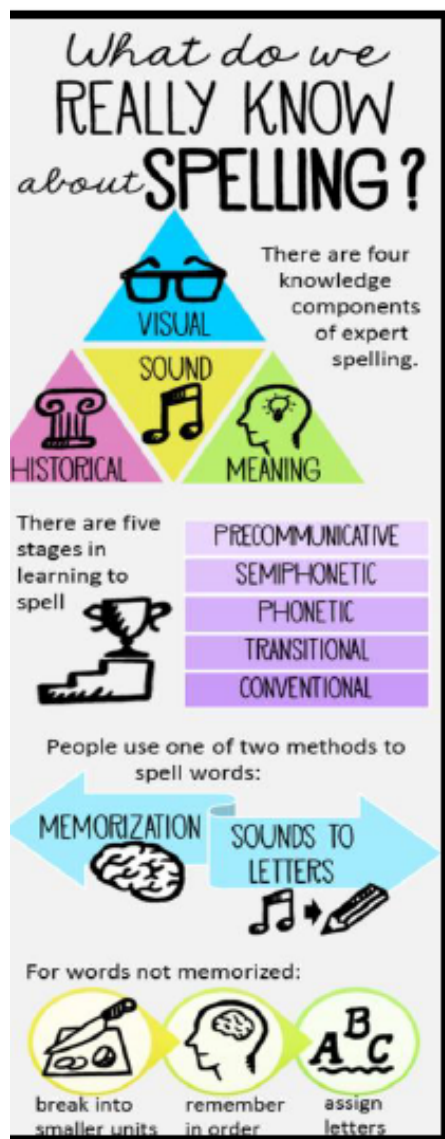 What do we
REALLY KNOW
about SPELLING?
There are four
knowledge
components
of expert
spelling.
VISUAL
SOUND
HISTORICAL
MEANING
There are five
stages in
learning to
spell
PRECOMMUNICATIVE
SEMIPHONETIC
PHONETIC
TRANSITIONAL
CONVENTIONAL
People use one of two methods to
spell words:
MEMORIZATION
SOUNDS TO
LETTERS
For words not memorized:
ABC
break into
smaller units
remember
in order
assign
letters